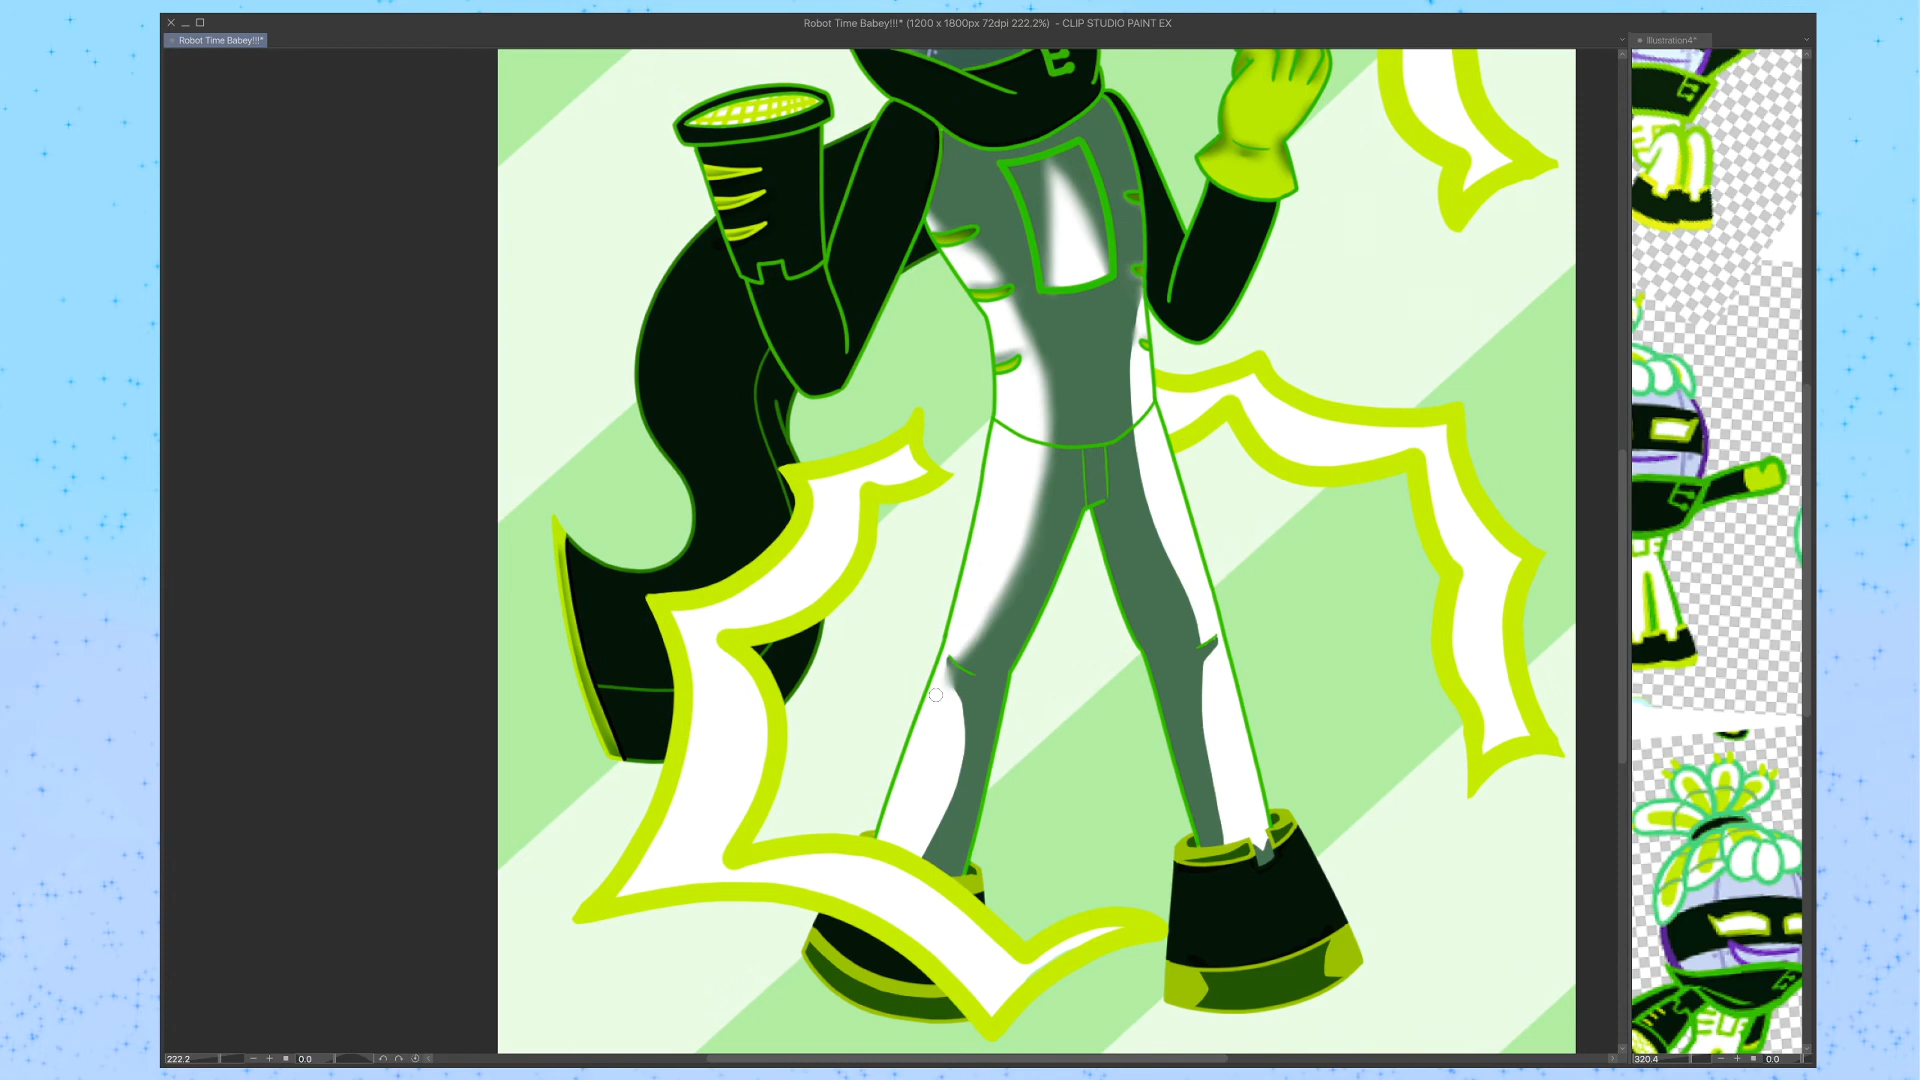 Robot Time Babey!!!* (1200 x 1800px 72dpi 222.2%) - CLIP STUDIO PAINT EX
Robot Time Babey!!!*
Illustration4*
E
222.2
0.0
320.4
0.0